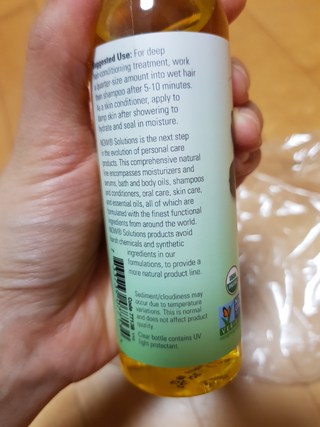 Suggested Use: For deep
conditioning treatment, work
quarter-size amount into wet hair
then shampoo after 5-10 minutes.
As a skin conditioner, apply to
damp skin after showering to
hydrate and seal in moisture.
NOW® Solutions is the next step
in the evolution of personal care
products. This comprehensive natural
line encompasses moisturizers and
serums, bath and body oils, shampoos
and conditioners, oral care, skin care,
and essential oils, all of which are
formulated with the finest functional
ingredients from around the world.
NOW® Solutions products avoid
chemicals and synthetic
ingredients in our
formulations, to provide a
more natural product line.
Sediment/cloudiness may
occur due to temperature
variations. This is normal
and does not affect product
quality.
Clear bottle contains UV
light protectant.
USDA